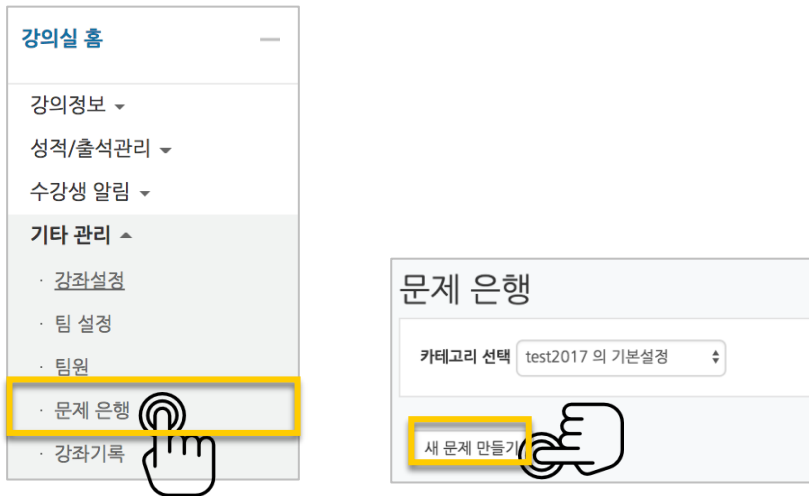 강의실 홈
강의정보
성적/출석관리
수강생 알림
기타 관리
· 강좌설정
· 팀 설정
· 팀원
· 문제 은행
· 강좌기록
문제 은행
카테고리 선택 test2017 의 기본설정
새 문제 만들기